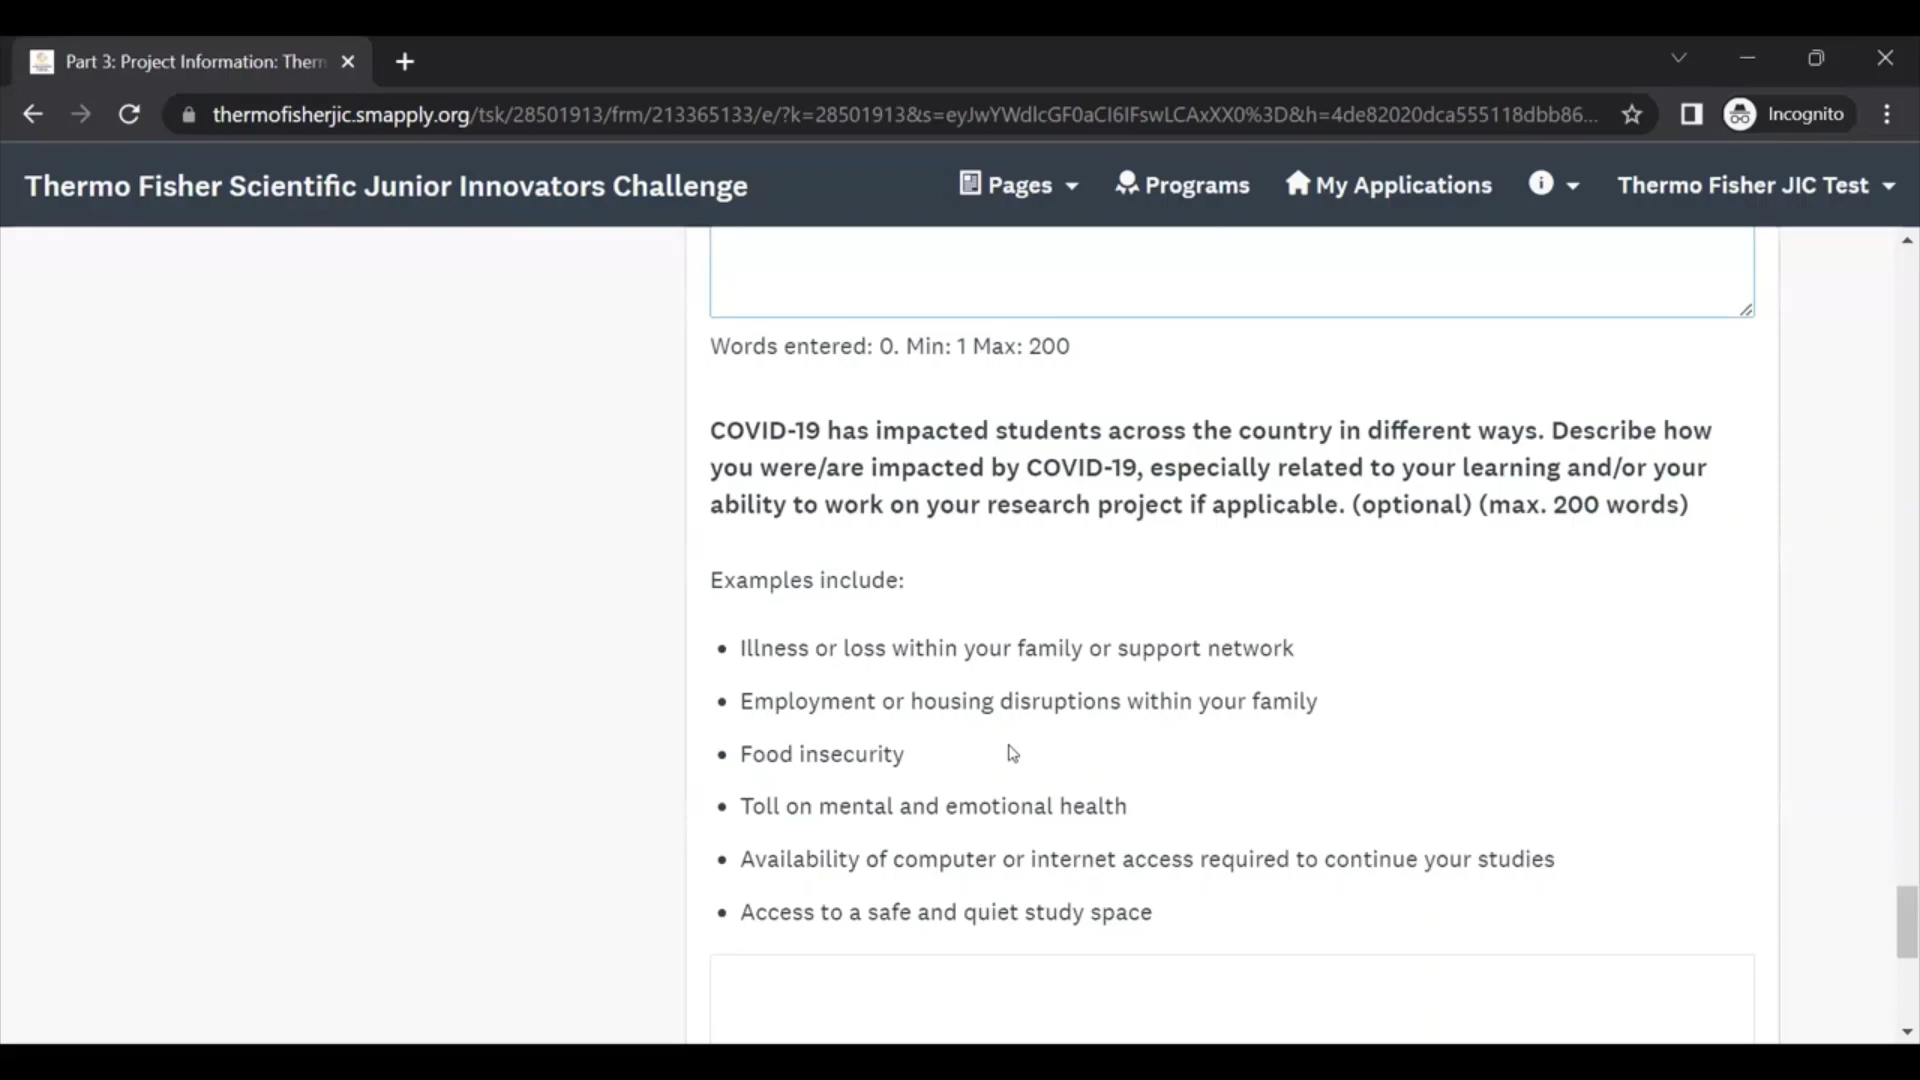 Part 3: Project Information: Therm
thermofisherjic.smapply.org/tsk/28501913/frm/213365133/e/?k=28501913&s=eyJwYWdlcGF0aCI6IFswLCAxXX0%3D&h=4de82020dca555118dbb86...
Incognito
Thermo Fisher Scientific Junior Innovators Challenge
Pages
Programs
My Applications
Thermo Fisher JIC Test
Words entered: 0. Min: 1 Max: 200
COVID-19 has impacted students across the country in different ways. Describe how
you were/are impacted by COVID-19, especially related to your learning and/or your
ability to work on your research project if applicable. (optional) (max. 200 words)
Examples include:
• Illness or loss within your family or support network
• Employment or housing disruptions within your family
• Food insecurity
• Toll on mental and emotional health
• Availability of computer or internet access required to continue your studies
• Access to a safe and quiet study space